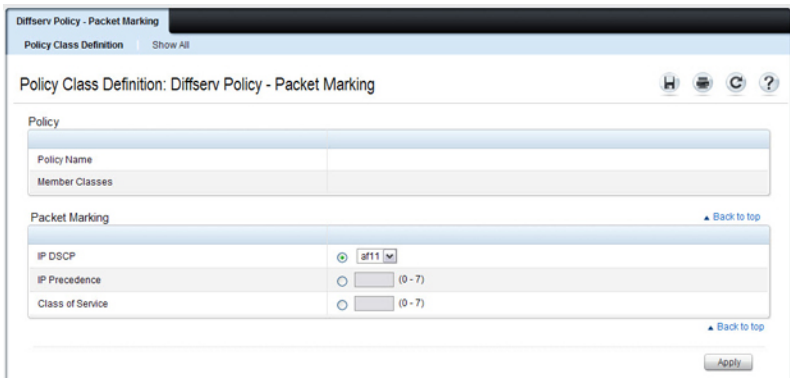 Diffserv Policy - Packet Marking
Policy Class Definition Show All
Policy Class Definition: Diffserv Policy - Packet Marking
?
Policy
Policy Name
Member Classes
Packet Marking
Back to top
IP DSCP af11
IP Precedence (0 - 7)
Class of Service (0 - 7)
Back to top
Apply